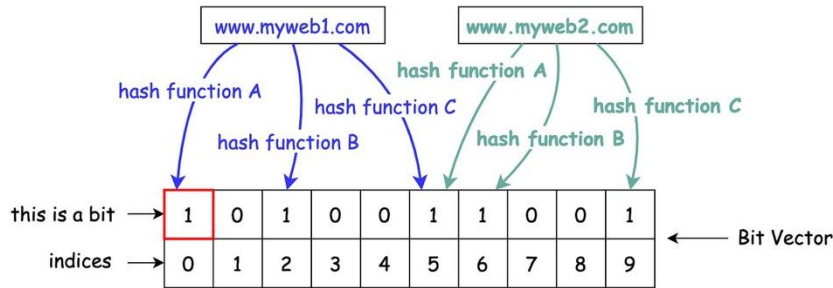 www.myweb1.com www.myweb2.com
hash function A hash function A
hash function C hash function C
hash function B hash function B
this is a bit 1 0 1 0 0 1 1 0 0 1
Bit Vector
indices 0 1 2 3 4 5 6 7 8 9